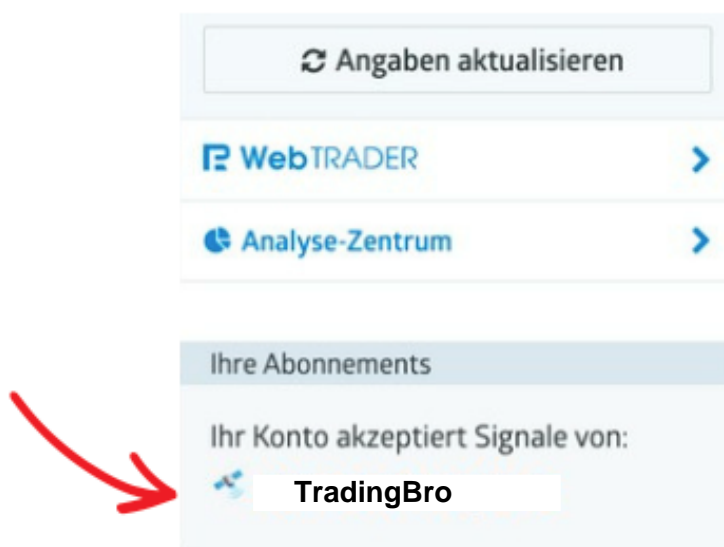 Angaben aktualisieren
WebTRADER
Analyse-Zentrum
Ihre Abonnements
Ihr Konto akzeptiert Signale von:
TradingBro